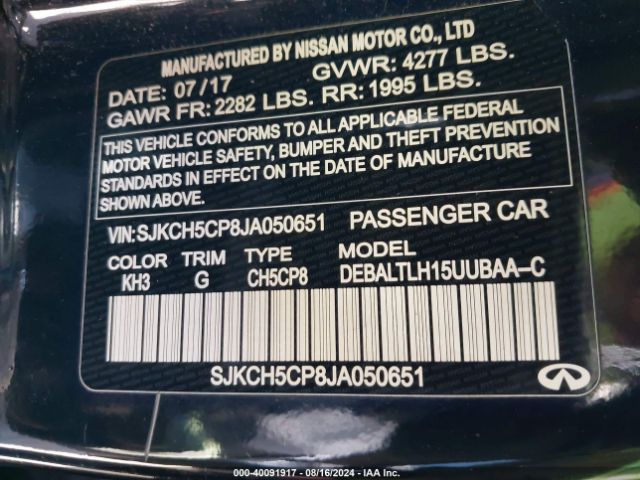 MANUFACTURED BY NISSAN MOTOR CO., LTD
DATE: 07/17 GVWR: 4277 LBS.
GAWR FR: 2282 LBS. RR: 1995 LBS.
THIS VEHICLE CONFORMS TO ALL APPLICABLE FEDERAL
MOTOR VEHICLE SAFETY, BUMPER AND THEFT PREVENTION
STANDARDS IN EFFECT ON THE DATE OF MANUFACTURE
SHOWN ABOVE.
VIN: SJKCH5CP8JA050651 PASSENGER CAR
COLOR TRIM TYPE MODEL
KH3 G CH5CP8 DEBALTLH15UUBAA–C
SJKCH5CP8JA050651
000-40091917 - 08/16/2024 - IAA Inc.